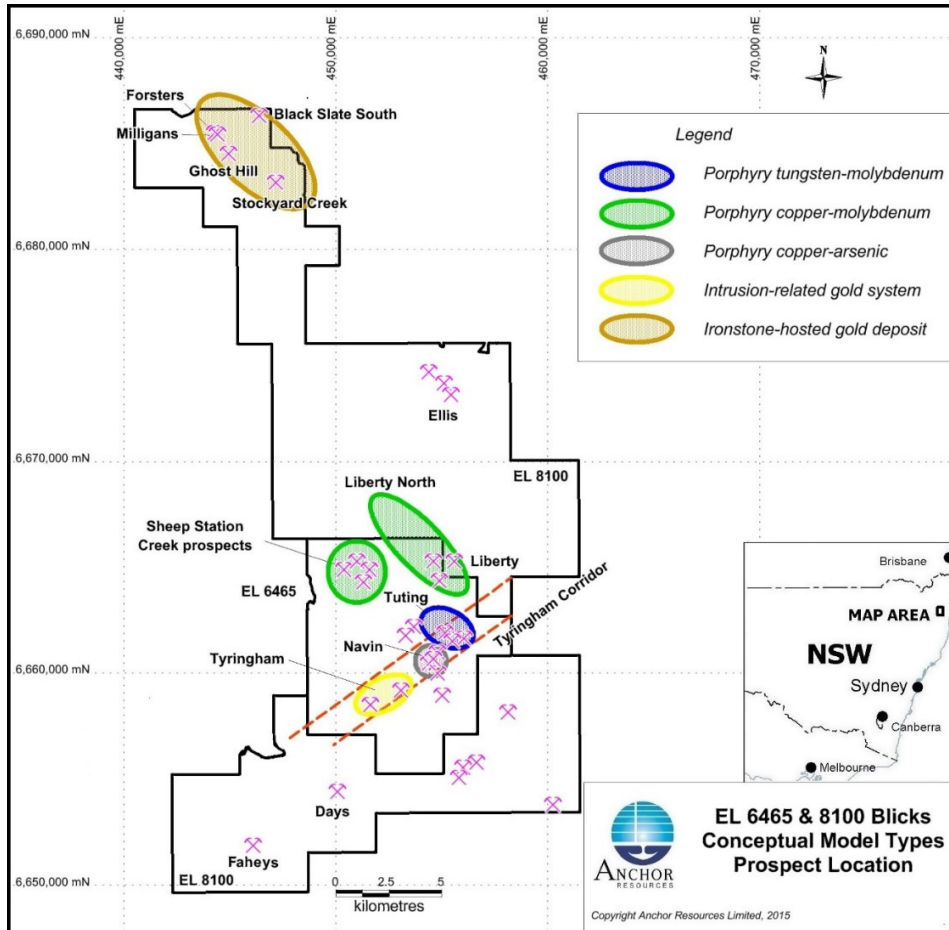 440,000 mE
450,000 mE
460,000 mE
470,000 mE
6,690,000 mN
6,680,000 mN
6,670,000 mN
6,660,000 mN
6,650,000 mN
N
Forsters
Black Slate South
Milligans
Ghost Hill
Stockyard Creek
Legend
Porphyry tungsten-molybdenum
Porphyry copper-molybdenum
Porphyry copper-arsenic
Intrusion-related gold system
Ironstone-hosted gold deposit
Ellis
EL 8100
Liberty North
Sheep Station
Creek prospects
Liberty
EL 6465
Tuting
Tyringham Corridor
Navin
Tyringham
Days
Faheys
EL 8100
0 2.5 5
kilometres
Brisbane
MAP AREA
NSW
Sydney
Canberra
Melbourne
ANCHOR
RESOURCES
EL 6465 & 8100 Blicks
Conceptual Model Types
Prospect Location
Copyright Anchor Resources Limited, 2015